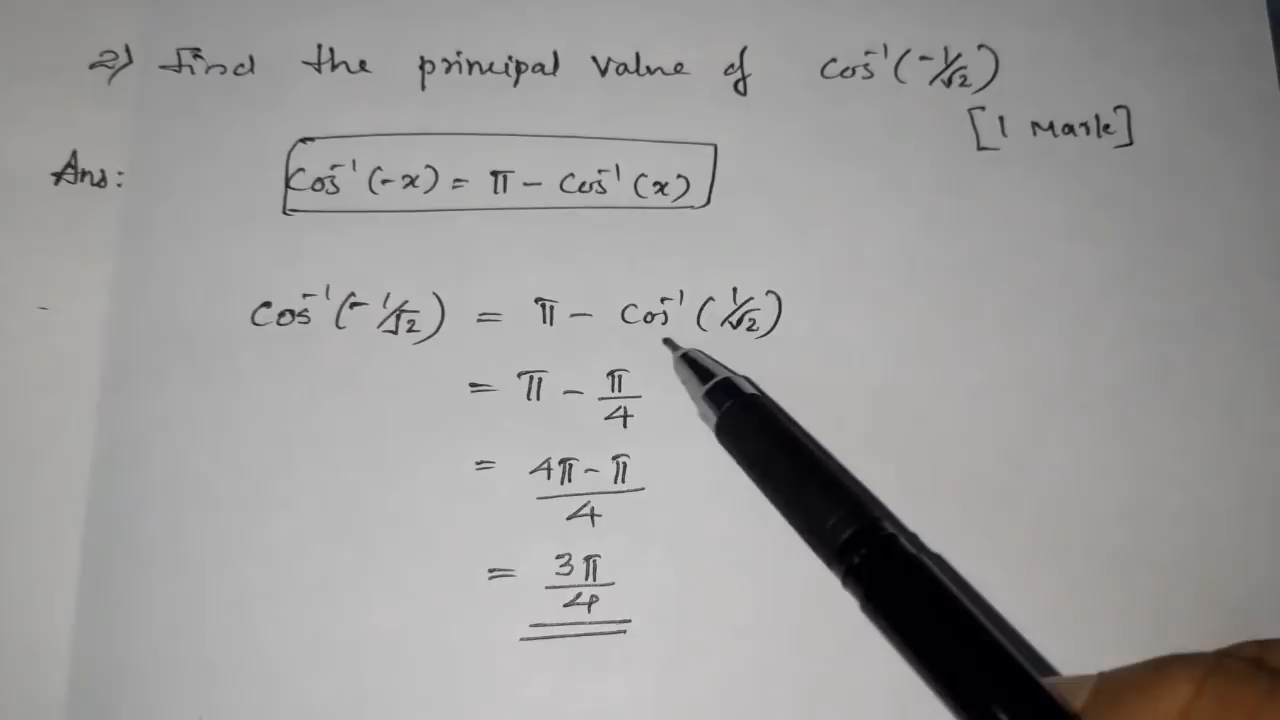 2) Find the principal value of cos⁻¹(-1/√2)
[1 Mark]
Ans: cos⁻¹(-x) = π - cos⁻¹(x)
cos⁻¹(-1/√2) = π - cos⁻¹(1/√2)
= π - π/4
= (4π - π)/4
= 3π/4